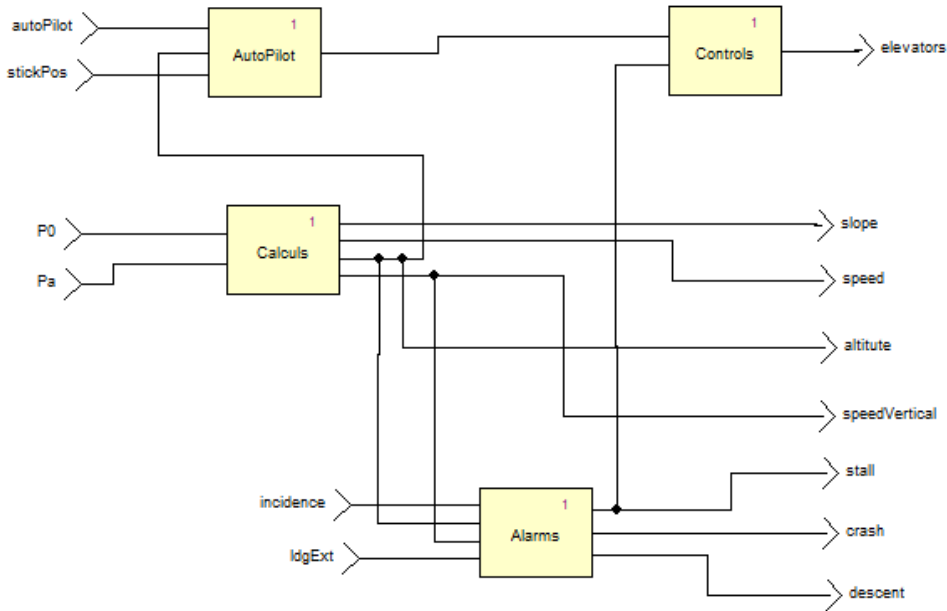 autoPilot
1
AutoPilot
stickPos
1
Controls
elevators
P0
Pa
1
Calculs
slope
speed
altitute
speedVertical
incidence
ldgExt
1
Alarms
stall
crash
descent